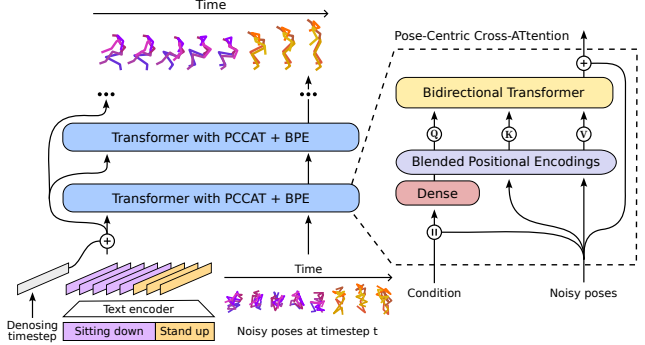 Time
Pose-Centric Cross-ATtention
+
Bidirectional Transformer
Transformer with PCCAT + BPE
Q
K
V
Blended Positional Encodings
Transformer with PCCAT + BPE
Dense
+
Time
Text encoder
Condition
Noisy poses
Denosing
timestep
Sitting down
Stand up
Noisy poses at timestep t